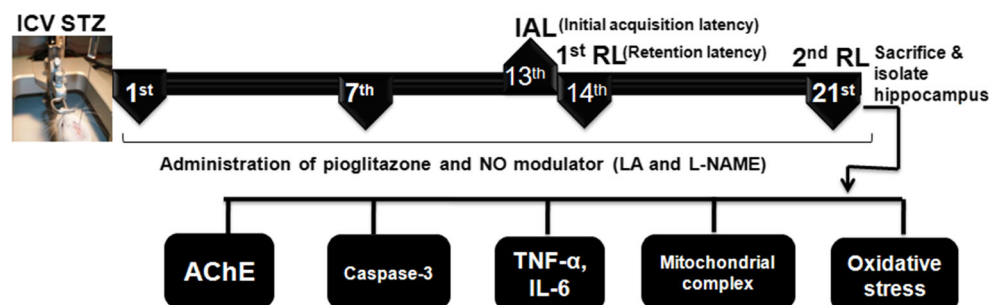 ICV STZ
IAL (Initial acquisition latency)
1st RL (Retention latency)
2nd RL
Sacrifice &
isolate
hippocampus
1st
7th
13th
14th
21st
Administration of pioglitazone and NO modulator (LA and L-NAME)
AChE
Caspase-3
TNF-α,
IL-6
Mitochondrial
complex
Oxidative
stress